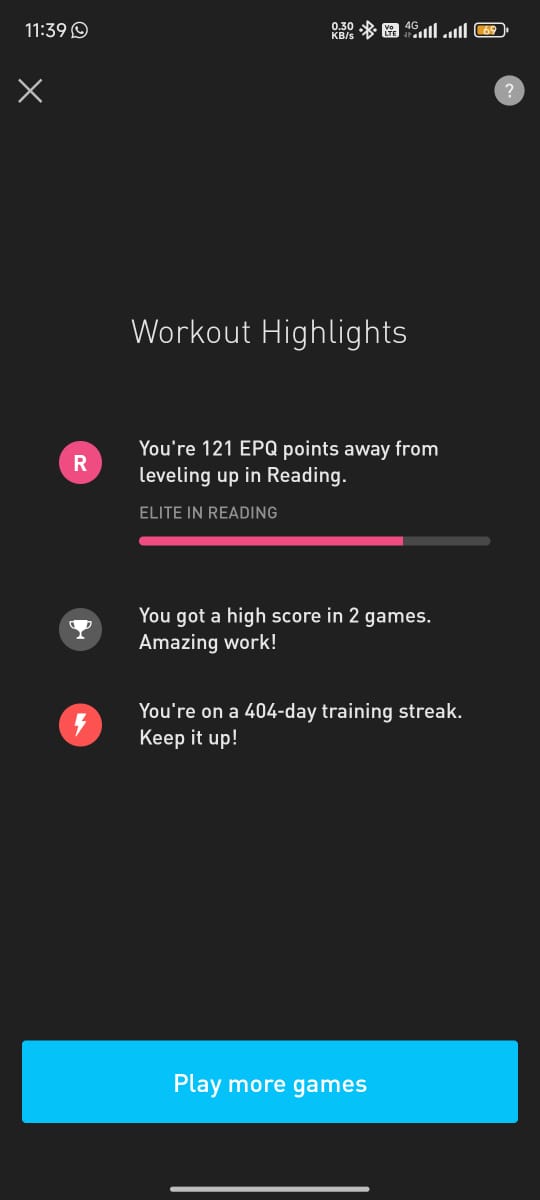 11:39
0.30
KB/s
Vo
LTE
4G
69
?
Workout Highlights
R
You're 121 EPQ points away from
leveling up in Reading.
ELITE IN READING
You got a high score in 2 games.
Amazing work!
You're on a 404-day training streak.
Keep it up!
Play more games